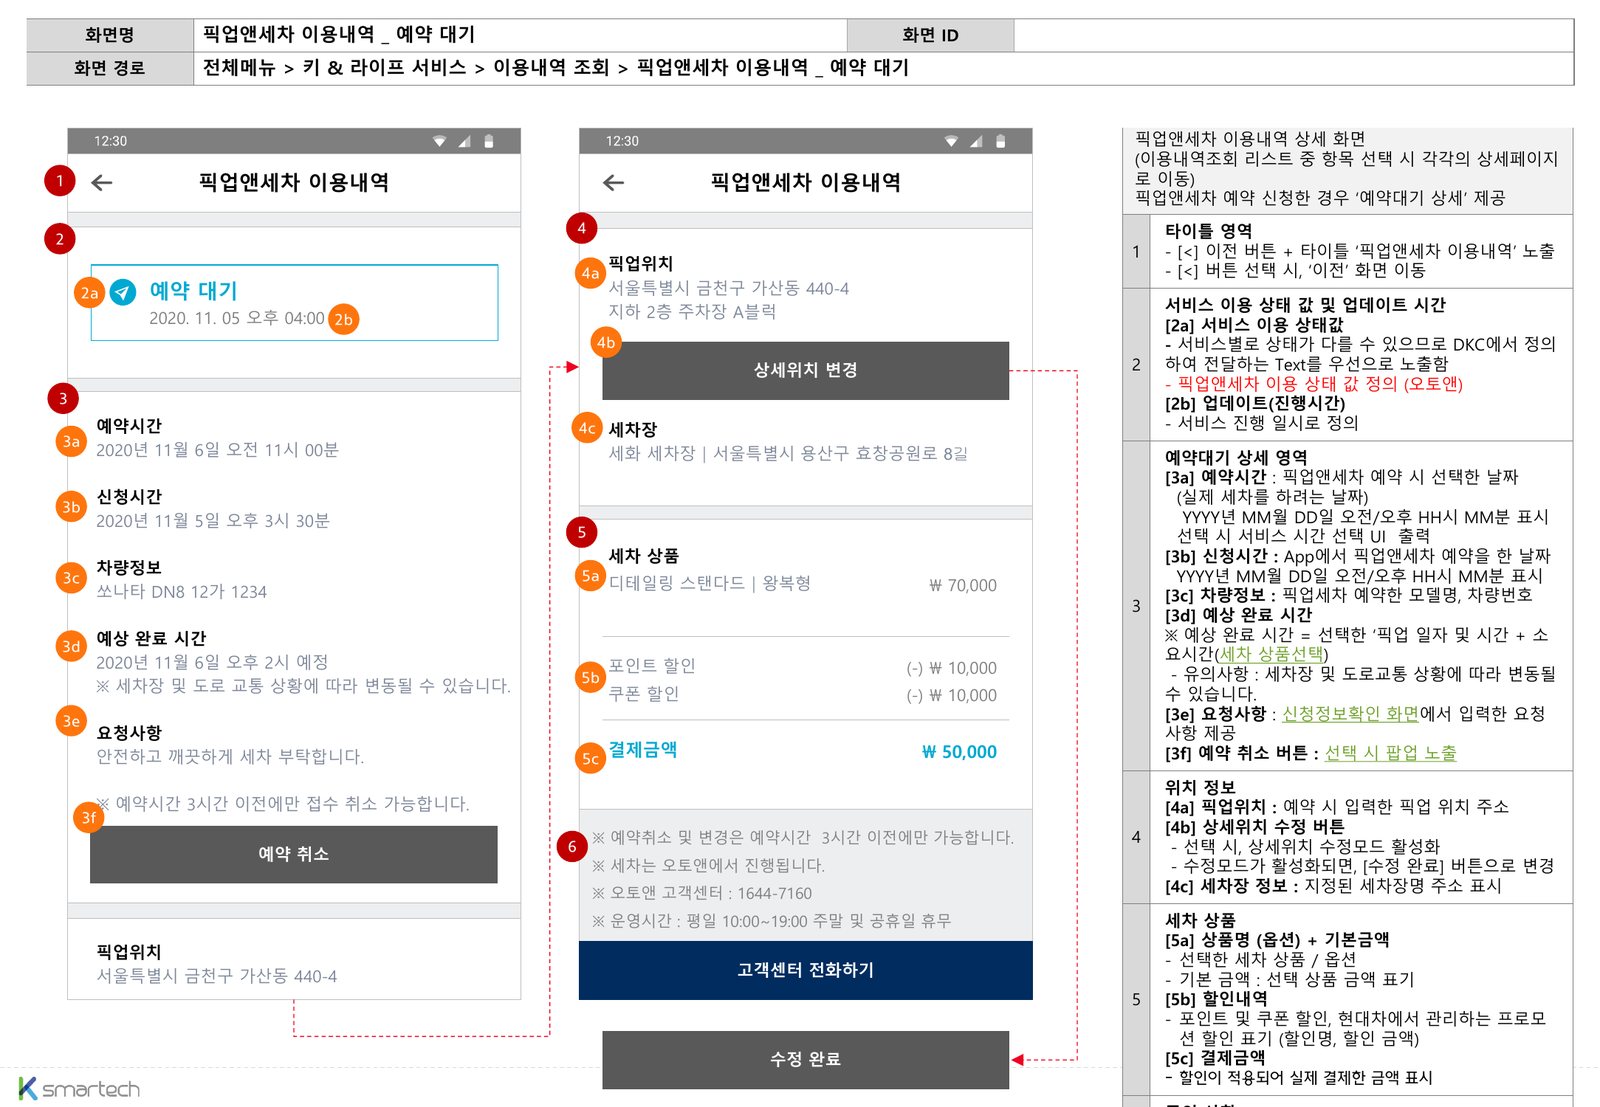 화면명 픽업앤세차 이용내역 _ 예약 대기 화면 ID
화면 경로 전체메뉴 > 키 & 라이프 서비스 > 이용내역 조회 > 픽업앤세차 이용내역 _ 예약 대기
12:30
1 픽업앤세차 이용내역
2
2a 예약 대기
2020. 11. 05 오후 04:00 2b
3
예약시간
3a 2020년 11월 6일 오전 11시 00분
신청시간
3b 2020년 11월 5일 오후 3시 30분
차량정보
3c 쏘나타 DN8 12가 1234
3d 예상 완료 시간
2020년 11월 6일 오후 2시 예정
※ 세차장 및 도로 교통 상황에 따라 변동될 수 있습니다.
3e
요청사항
안전하고 깨끗하게 세차 부탁합니다.
※ 예약시간 3시간 이전에만 접수 취소 가능합니다.
3f
예약 취소
픽업위치
서울특별시 금천구 가산동 440-4
12:30
픽업앤세차 이용내역
4
4a 픽업위치
서울특별시 금천구 가산동 440-4
지하 2층 주차장 A블럭
4b
상세위치 변경
4c 세차장
세화 세차장 | 서울특별시 용산구 효창공원로 8길
5
세차 상품
5a 디테일링 스탠다드 | 왕복형 ₩ 70,000
포인트 할인 (-) ₩ 10,000
5b
쿠폰 할인 (-) ₩ 10,000
5c 결제금액 ₩ 50,000
6 ※ 예약취소 및 변경은 예약시간 3시간 이전에만 가능합니다.
※ 세차는 오토앤에서 진행됩니다.
※ 오토앤 고객센터 : 1644-7160
※ 운영시간 : 평일 10:00~19:00 주말 및 공휴일 휴무
고객센터 전화하기
수정 완료
픽업앤세차 이용내역 상세 화면
(이용내역조회 리스트 중 항목 선택 시 각각의 상세페이지
로 이동)
픽업앤세차 예약 신청한 경우 ‘예약대기 상세’ 제공
타이틀 영역
1 - [<] 이전 버튼 + 타이틀 ‘픽업앤세차 이용내역’ 노출
- [<] 버튼 선택 시, ‘이전’ 화면 이동
서비스 이용 상태 값 및 업데이트 시간
[2a] 서비스 이용 상태값
- 서비스별로 상태가 다를 수 있으므로 DKC에서 정의
2 하여 전달하는 Text를 우선으로 노출함
- 픽업앤세차 이용 상태 값 정의 (오토앤)
[2b] 업데이트(진행시간)
- 서비스 진행 일시로 정의
예약대기 상세 영역
[3a] 예약시간 : 픽업앤세차 예약 시 선택한 날짜
(실제 세차를 하려는 날짜)
YYYY년 MM월 DD일 오전/오후 HH시 MM분 표시
선택 시 서비스 시간 선택 UI 출력
[3b] 신청시간 : App에서 픽업앤세차 예약을 한 날짜
YYYY년 MM월 DD일 오전/오후 HH시 MM분 표시
[3c] 차량정보 : 픽업세차 예약한 모델명, 차량번호
3 [3d] 예상 완료 시간
※ 예상 완료 시간 = 선택한 ‘픽업 일자 및 시간 + 소
요시간(세차 상품선택)
- 유의사항 : 세차장 및 도로교통 상황에 따라 변동될
수 있습니다.
[3e] 요청사항 : 신청정보확인 화면에서 입력한 요청
사항 제공
[3f] 예약 취소 버튼 : 선택 시 팝업 노출
위치 정보
[4a] 픽업위치 : 예약 시 입력한 픽업 위치 주소
[4b] 상세위치 수정 버튼
4 - 선택 시, 상세위치 수정모드 활성화
- 수정모드가 활성화되면, [수정 완료] 버튼으로 변경
[4c] 세차장 정보 : 지정된 세차장명 주소 표시
세차 상품
[5a] 상품명 (옵션) + 기본금액
- 선택한 세차 상품 / 옵션
- 기본 금액 : 선택 상품 금액 표기
5 [5b] 할인내역
- 포인트 및 쿠폰 할인, 현대차에서 관리하는 프로모
션 할인 표기 (할인명, 할인 금액)
[5c] 결제금액
- 할인이 적용되어 실제 결제한 금액 표시
K smartech